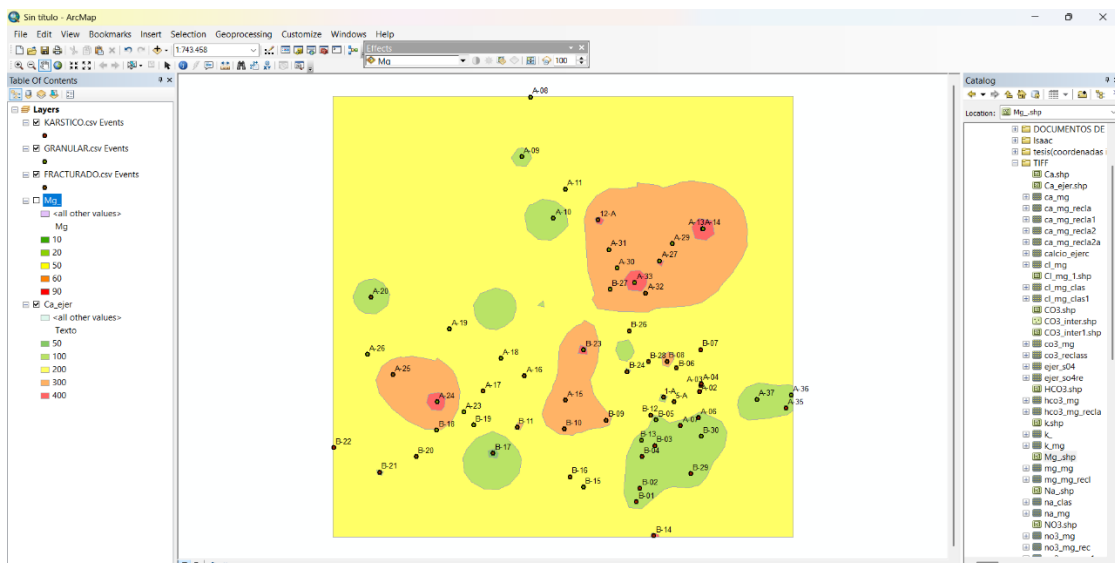 Sin título - ArcMap
File Edit View Bookmarks Insert Selection Geoprocessing Customize Windows Help
1:743.458
Effects
Mg
100
Table Of Contents
Layers
KARSTICO.csv Events
GRANULAR.csv Events
FRACTURADO.csv Events
Mg_
<all other values>
Mg
10
20
50
60
90
Ca_ejer
<all other values>
Texto
50
100
200
300
400
A-08
A-09
A-11
A-10
12-A
A-13A-14
A-31
A-29
A-30
A-27
B-27
A-33
A-32
A-20
A-19
B-26
A-26
A-18
B-23
B-07
B-28
B-08
B-06
B-24
A-25
A-16
A-17
A-03
A-04
A-02
A-24
A-15
1-A
5-A
A-37
A-36
A-35
A-23
B-19
B-18
B-11
B-10
B-09
B-12
B-05
A-06
A-07
B-30
B-13
B-03
B-04
B-22
B-20
B-17
B-21
B-16
B-15
B-29
B-02
B-01
B-14
Catalog
Location: Mg_.shp
DOCUMENTOS DE
Isaac
tesis(coordenadas
TIFF
Ca.shp
Ca_ejer.shp
ca_mg
ca_mg_recla
ca_mg_recla1
ca_mg_recla2
ca_mg_recla2a
calcio_ejerc
cl_mg
Cl_mg_1.shp
cl_mg_clas
cl_mg_clas1
CO3.shp
CO3_inter.shp
CO3_inter1.shp
co3_mg
co3_reclass
ejer_s04
ejer_so4re
HCO3.shp
hco3_mg
hco3_mg_recla
k.shp
k_
k_mg
Mg_.shp
mg_mg
mg_mg_recl
Na_.shp
na_clas
na_mg
NO3.shp
no3_mg
no3_mg_rec